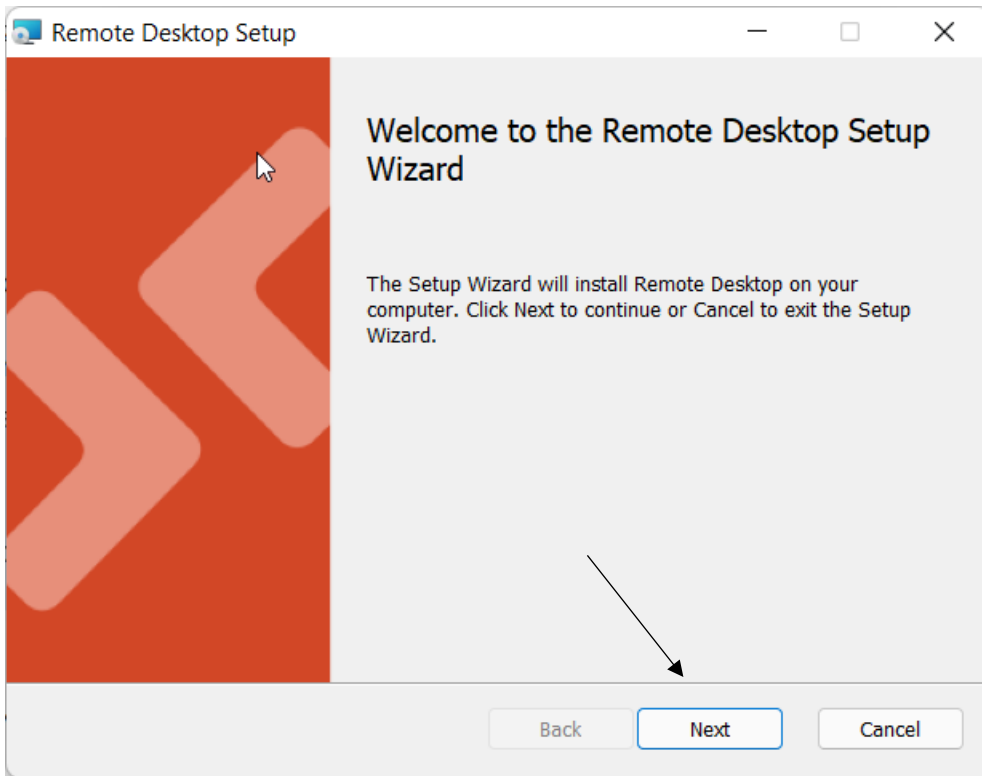 Remote Desktop Setup
Welcome to the Remote Desktop Setup
Wizard
The Setup Wizard will install Remote Desktop on your
computer. Click Next to continue or Cancel to exit the Setup
Wizard.
Back Next Cancel